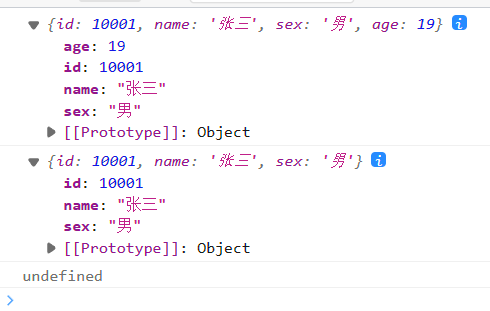 {id: 10001, name: '张三', sex: '男', age: 19} i
age: 19
id: 10001
name: "张三"
sex: "男"
[[Prototype]]: Object
{id: 10001, name: '张三', sex: '男'} i
id: 10001
name: "张三"
sex: "男"
[[Prototype]]: Object
undefined